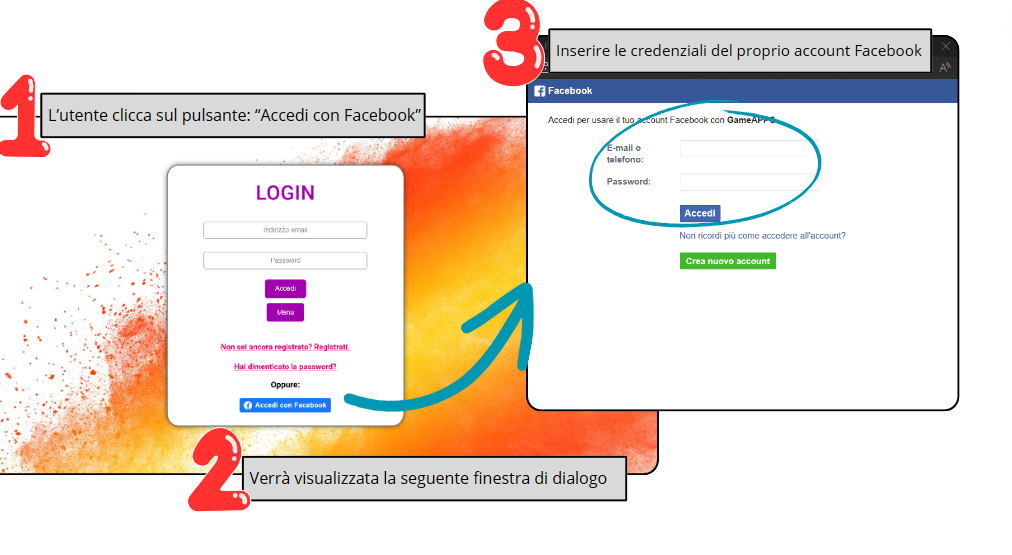 1
L'utente clicca sul pulsante: “Accedi con Facebook”
LOGIN
Indirizzo email
Password
Accedi
Menu
Non sei ancora registrato? Registrati.
Hai dimenticato la password?
Oppure:
Accedi con Facebook
2
Verrà visualizzata la seguente finestra di dialogo
3
Inserire le credenziali del proprio account Facebook
Facebook
Accedi per usare il tuo account Facebook con
E-mail o
telefono:
Password:
Accedi
Non ricordi più come accedere all'account?
Crea nuovo account